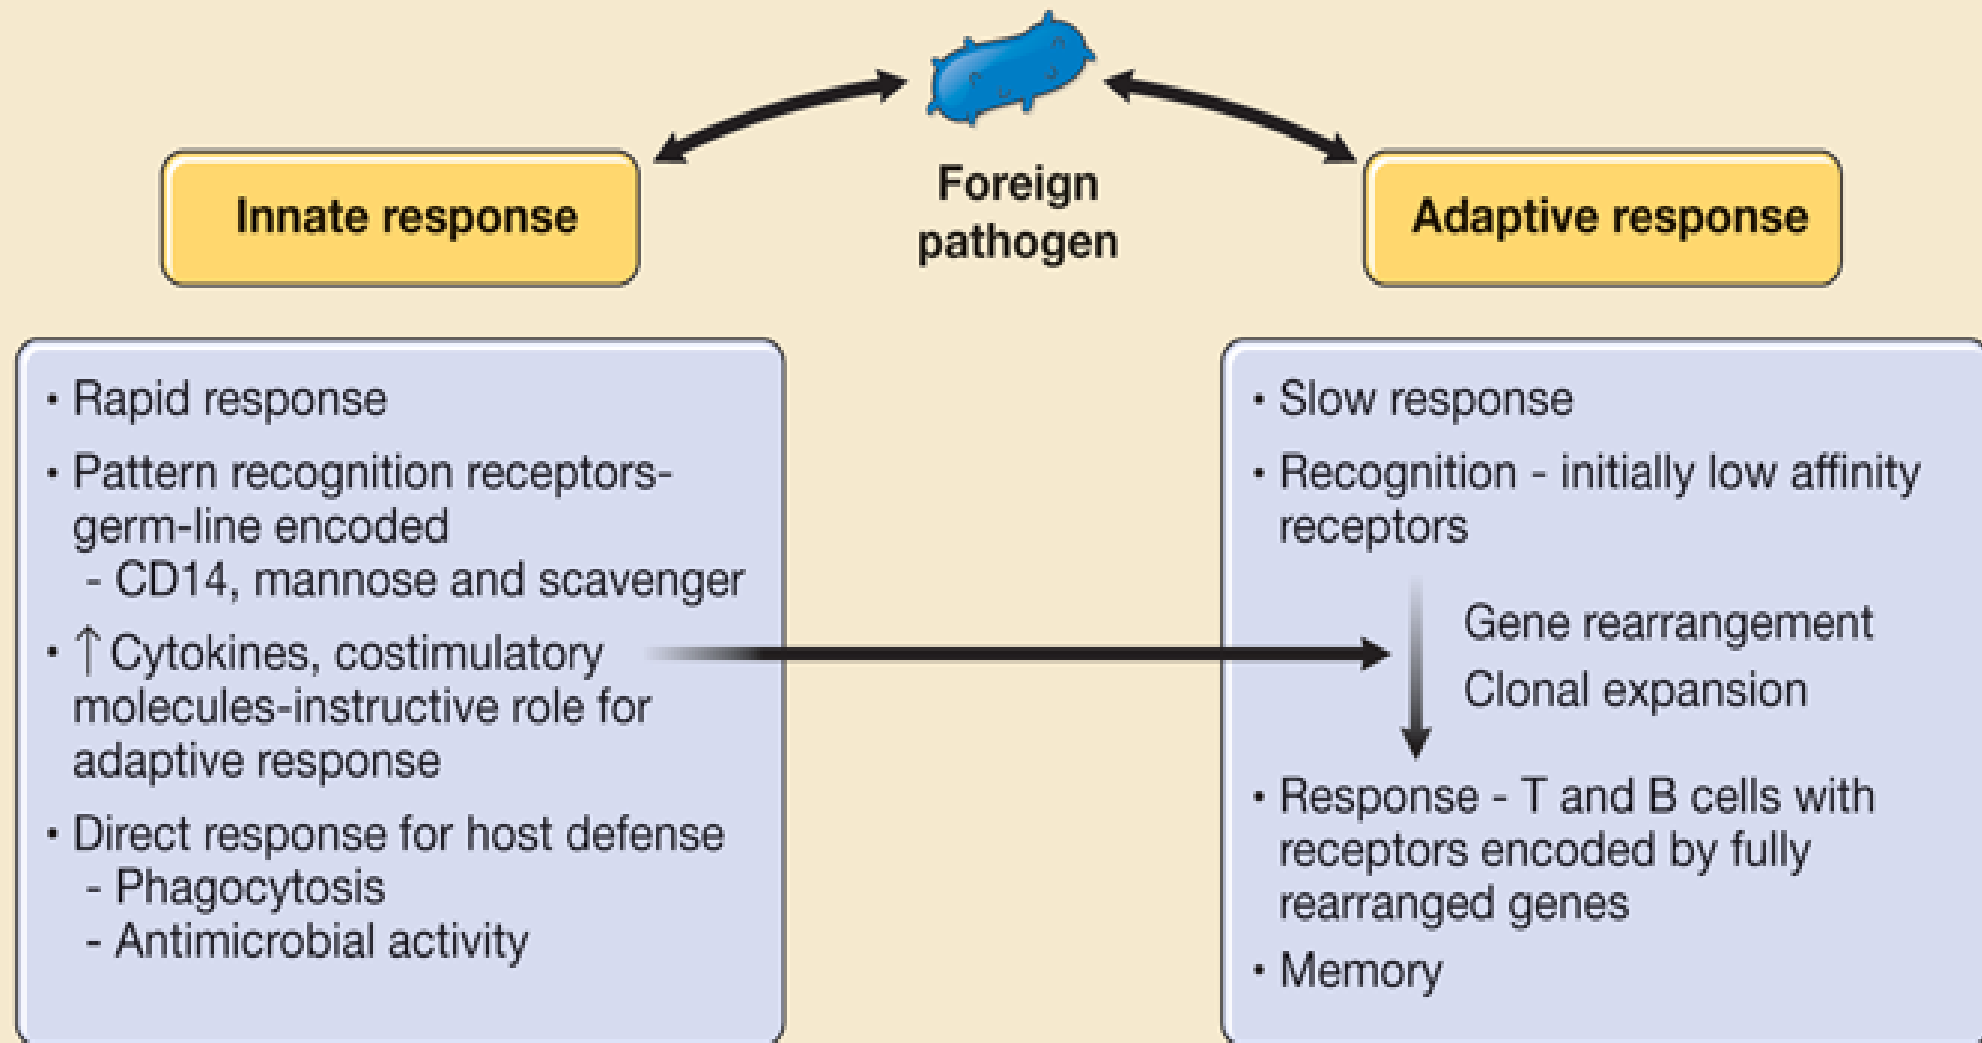 Foreign
pathogen
Innate response
Adaptive response
• Rapid response
• Pattern recognition receptors-
germ-line encoded
- CD14, mannose and scavenger
• ↑ Cytokines, costimulatory
molecules-instructive role for
adaptive response
• Direct response for host defense
- Phagocytosis
- Antimicrobial activity
• Slow response
• Recognition - initially low affinity
receptors
Gene rearrangement
Clonal expansion
• Response - T and B cells with
receptors encoded by fully
rearranged genes
• Memory